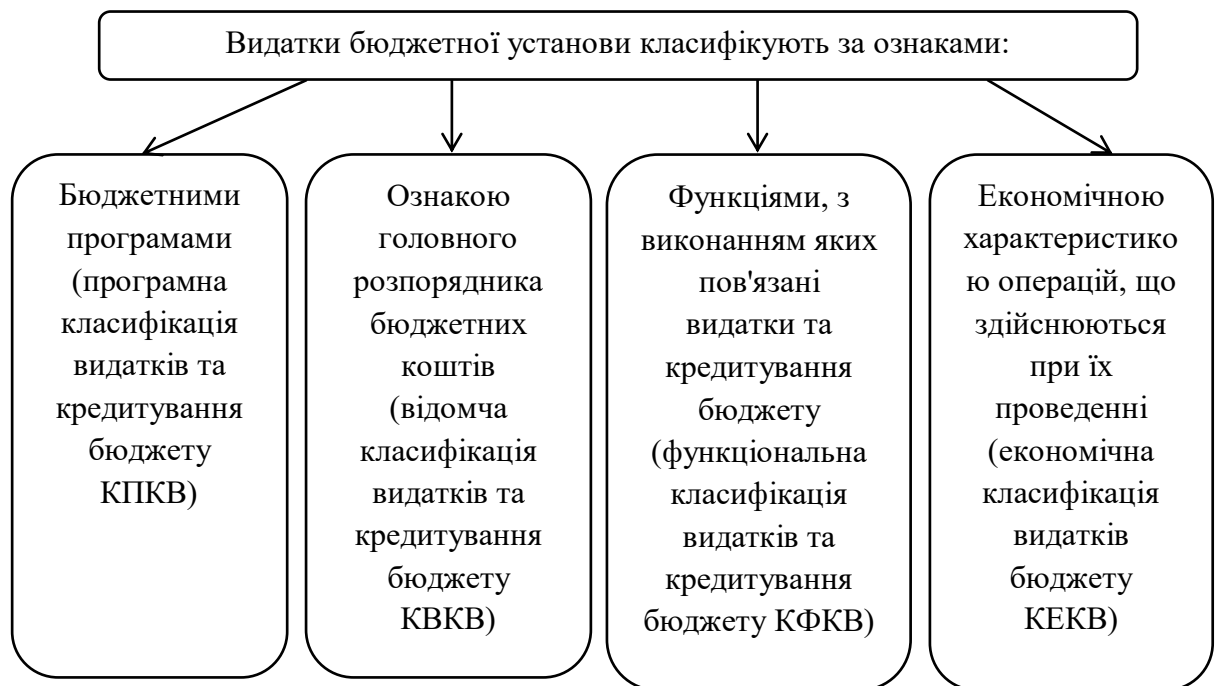 Видатки бюджетної установи класифікують за ознаками:
Бюджетними
програмами
(програмна
класифікація
видатків та
кредитування
бюджету
КПКВ)
Ознакою
головного
розпорядника
бюджетних
коштів
(відомча
класифікація
видатків та
кредитування
бюджету
КВКВ)
Функціями, з
виконанням яких
пов'язані
видатки та
кредитування
бюджету
(функціональна
класифікація
видатків та
кредитування
бюджету КФКВ)
Економічною
характеристико
ю операцій, що
здійснюються
при їх
проведенні
(економічна
класифікація
видатків
бюджету
КЕКВ)